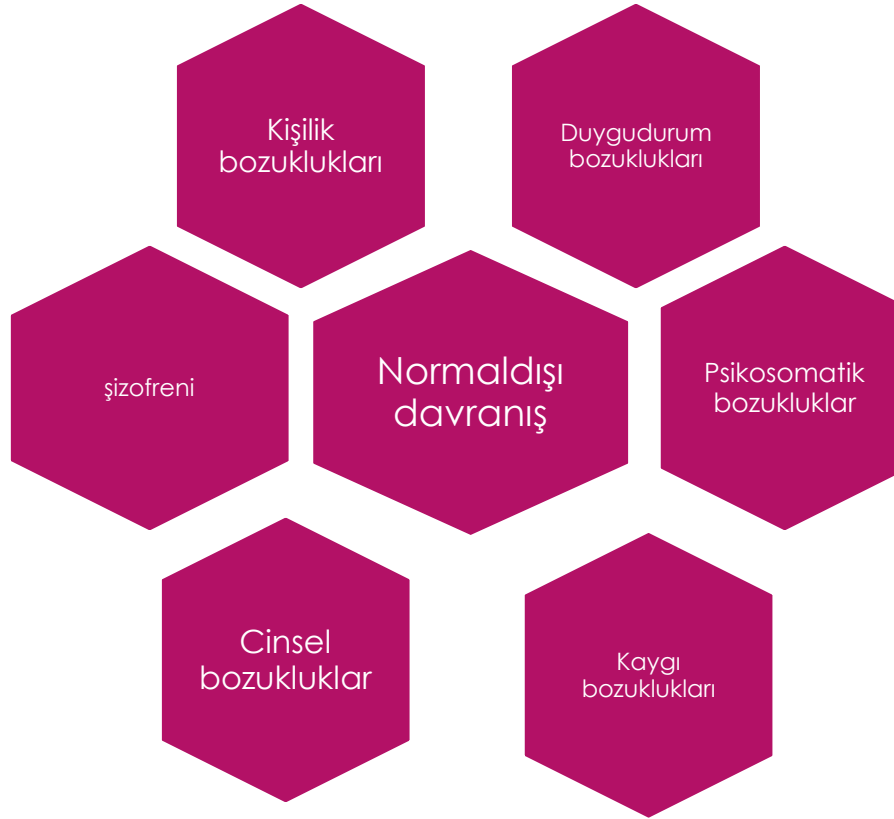 Kişilik
bozuklukları
Duygudurum
bozuklukları
şizofreni
Normaldışı
davranış
Psikosomatik
bozukluklar
Cinsel
bozukluklar
Kaygı
bozuklukları